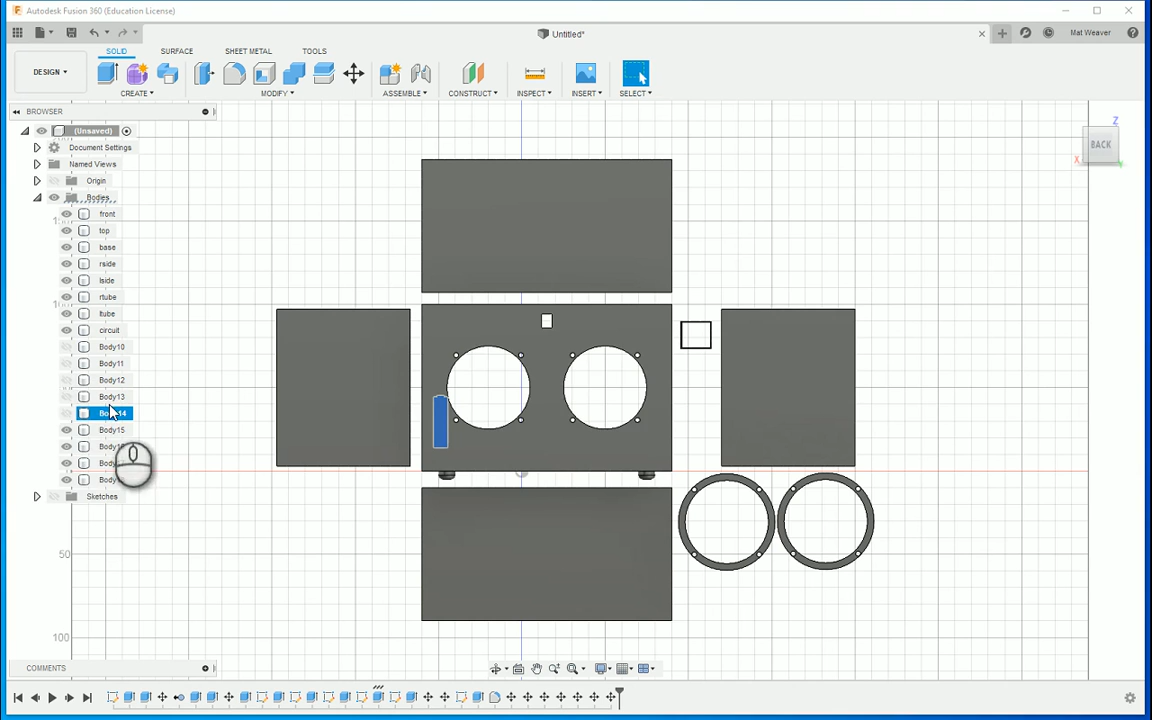 Autodesk Fusion 360 (Education License)
Untitled*
Mat Weaver
SOLID SURFACE SHEET METAL TOOLS
DESIGN
CREATE MODIFY ASSEMBLE CONSTRUCT INSPECT INSERT SELECT
BROWSER
(Unsaved)
Document Settings
Named Views
Origin
Bodies
front
top
base
rside
lside
rtube
ltube
circuit
Body10
Body11
Body12
Body13
Body15
Sketches
50
100
Z
BACK
X
COMMENTS